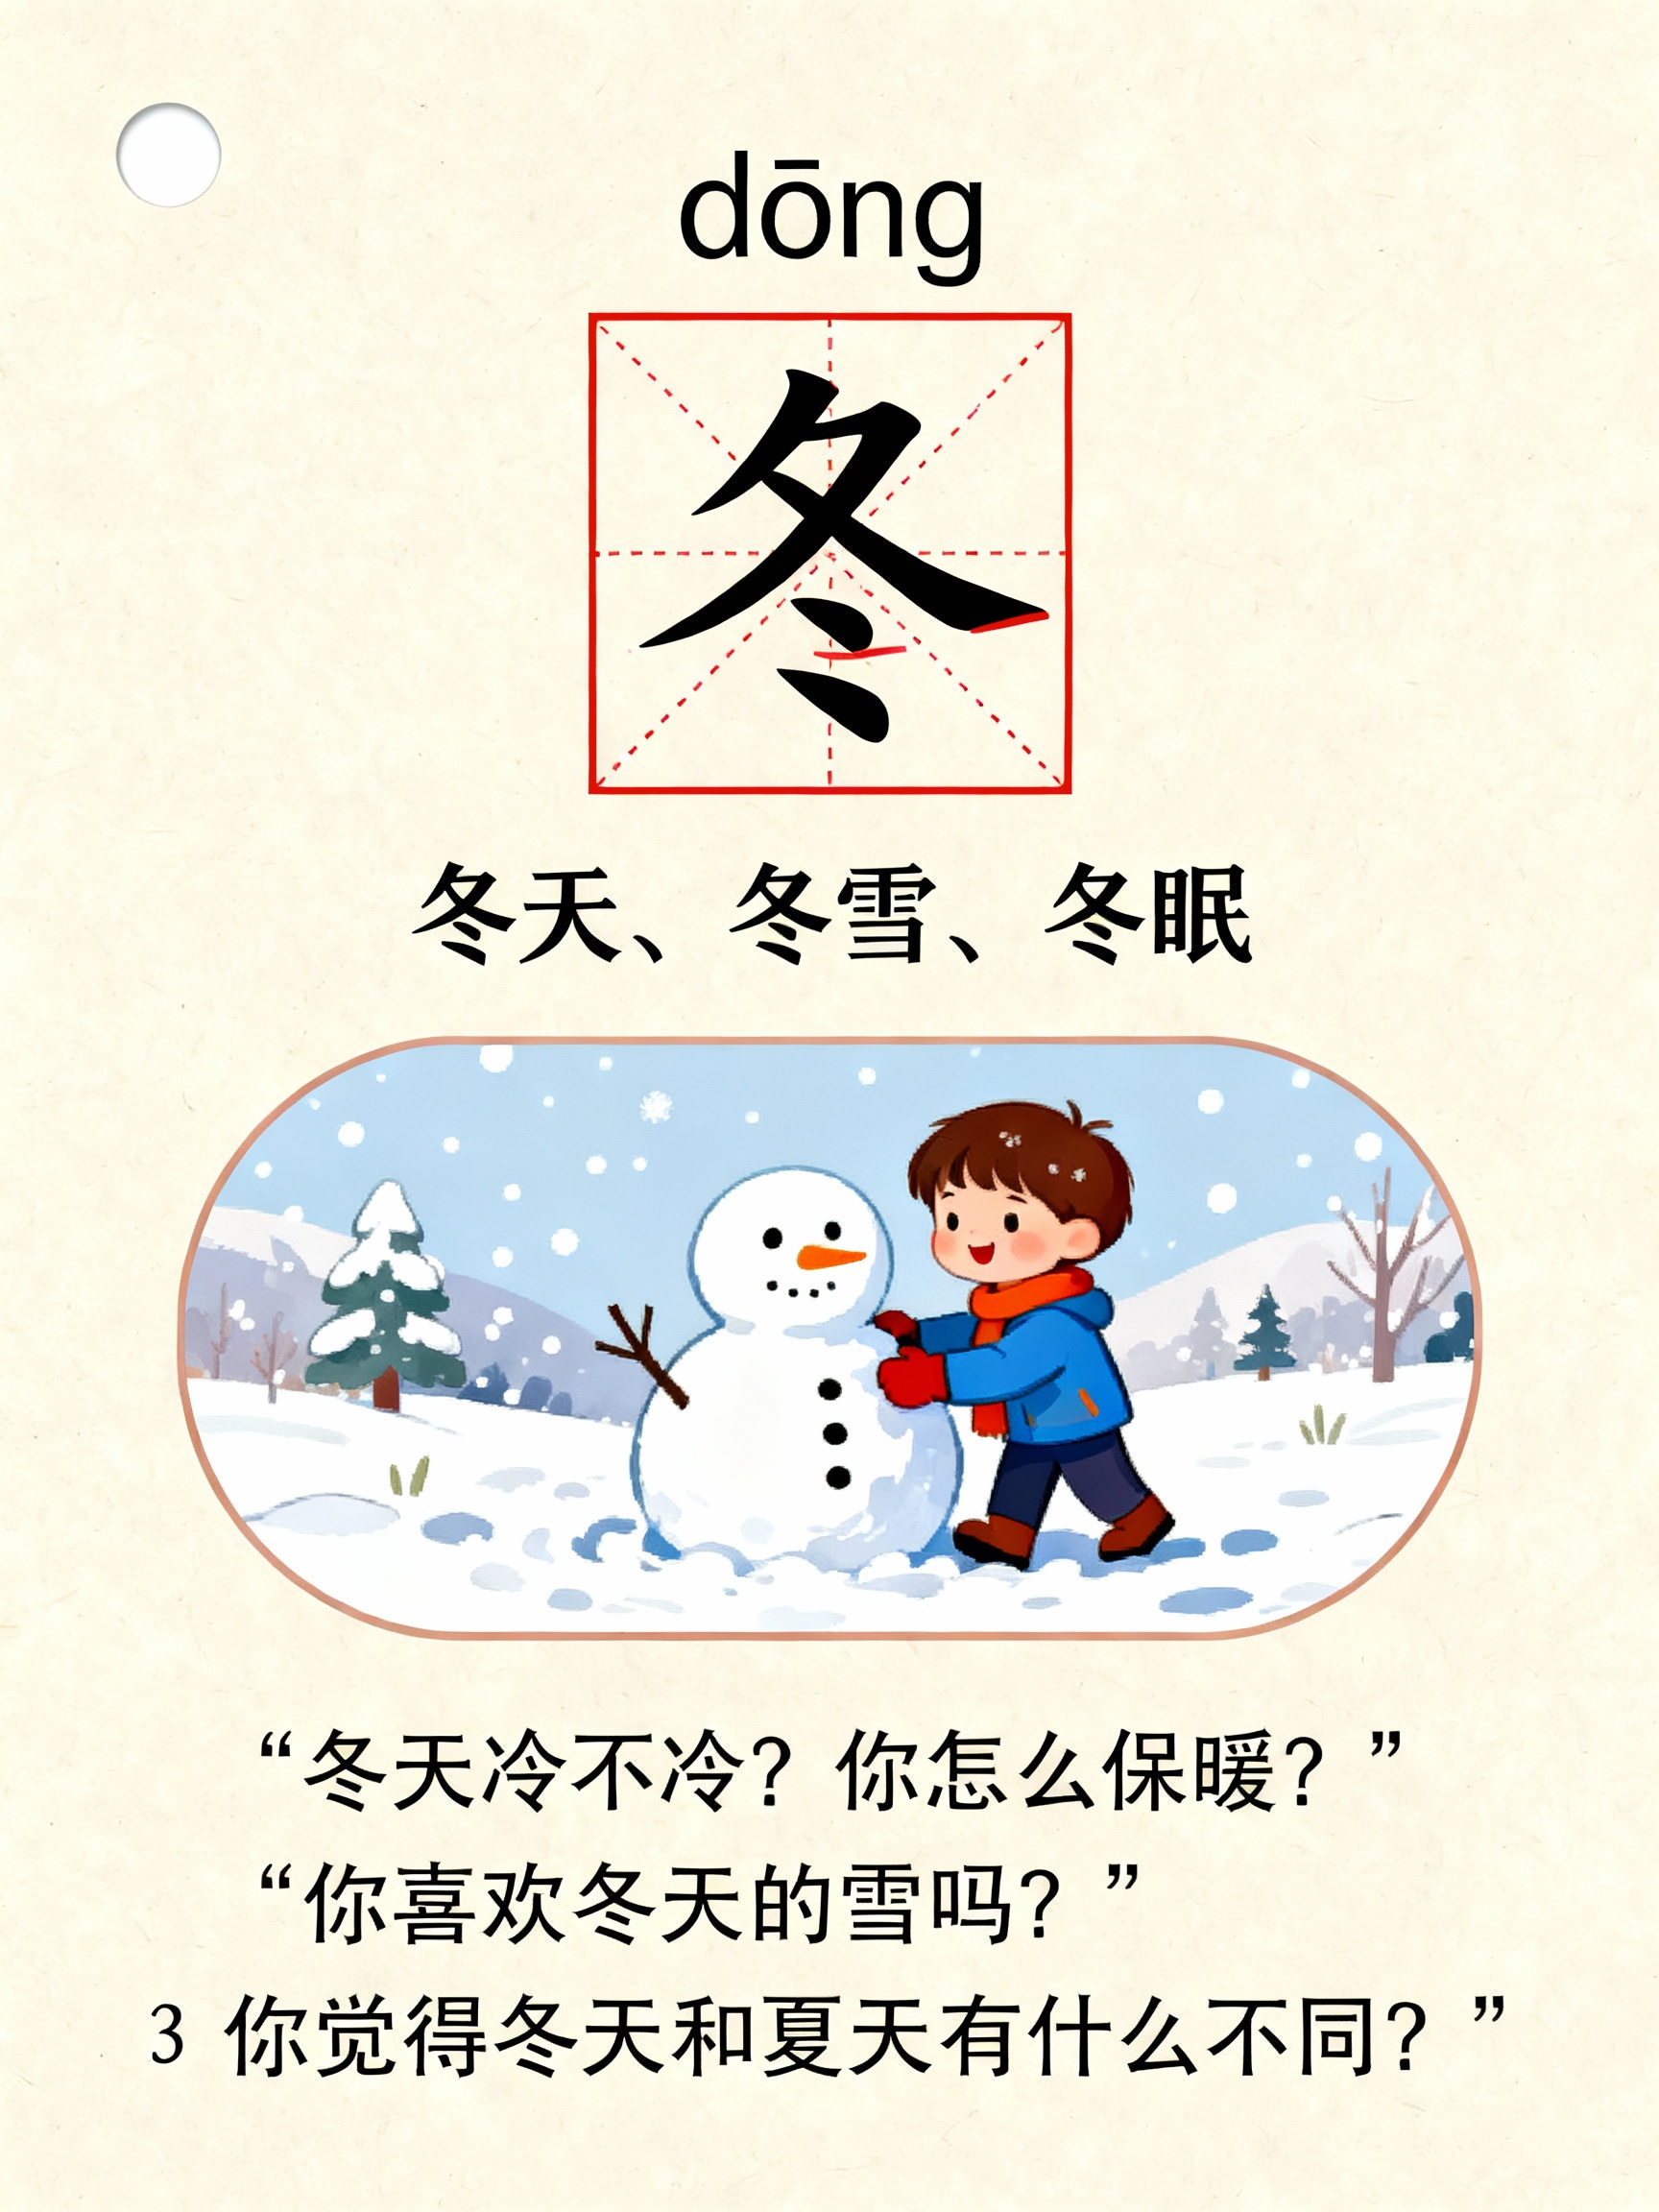 dōng
冬
冬天、冬雪、冬眠
“冬天冷不冷？你怎么保暖？”
“你喜欢冬天的雪吗？”
3 你觉得冬天和夏天有什么不同？”